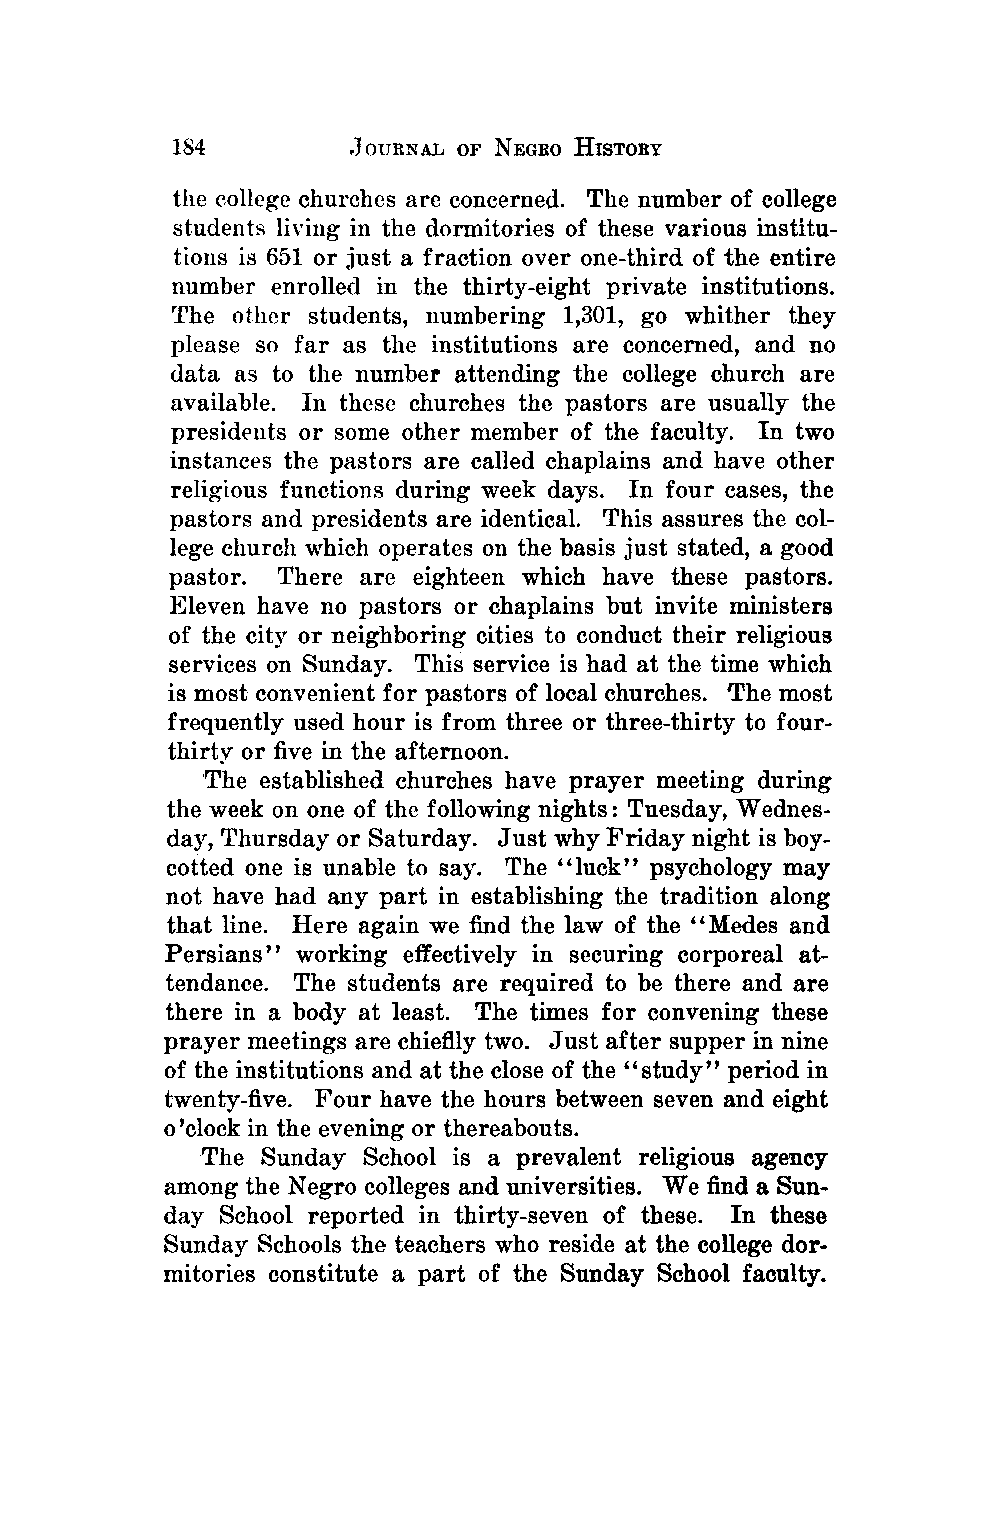 184 JOURNAL OF NEGRO HISTORY
the college churches are concerned. The number of college
students living in the dormitories of these various institu-
tions is 651 or just a fraction over one-third of the entire
number enrolled in the thirty-eight private institutions.
The other students, numbering 1,301, go whither they
please so far as the institutions are concerned, and no
data as to the number attending the college church are
available. In these churches the pastors are usually the
presidents or some other member of the faculty. In two
instances the pastors are called chaplains and have other
religious functions during week days. In four cases, the
pastors and presidents are identical. This assures the col-
lege church which operates on the basis just stated, a good
pastor. There are eighteen which have these pastors.
Eleven have no pastors or chaplains but invite ministers
of the city or neighboring cities to conduct their religious
services on Sunday. This service is had at the time which
is most convenient for pastors of local churches. The most
frequently used hour is from three or three-thirty to four-
thirty or five in the afternoon.
The established churches have prayer meeting during
the week on one of the following nights: Tuesday, Wednes-
day, Thursday or Saturday. Just why Friday night is boy-
cotted one is unable to say. The "luck" psychology may
not have had any part in establishing the tradition along
that line. Here again we find the law of the "Medes and
Persians" working effectively in securing corporeal at-
tendance. The students are required to be there and are
there in a body at least. The times for convening these
prayer meetings are chieflly two. Just after supper in nine
of the institutions and at the close of the "study" period in
twenty-five. Four have the hours between seven and eight
o'clock in the evening or thereabouts.
The Sunday School is a prevalent religious agency
among the Negro colleges and universities. We find a Sun-
day School reported in thirty-seven of these. In these
Sunday Schools the teachers who reside at the college dor-
mitories constitute a part of the Sunday School faculty.